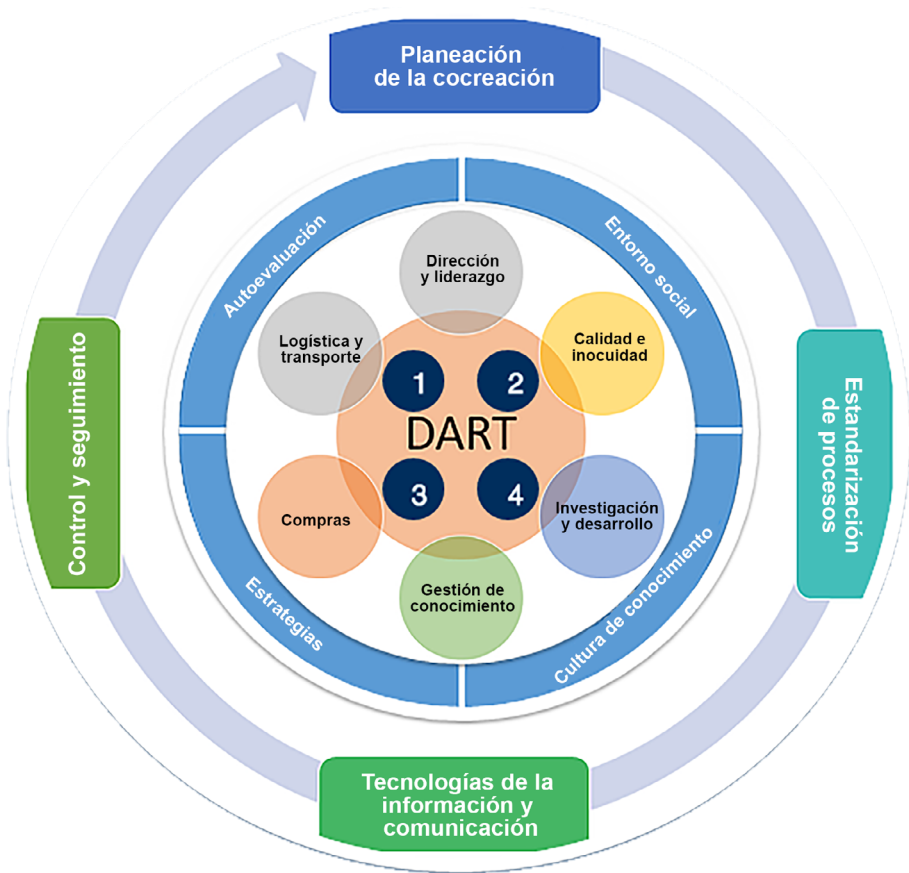 Planeación
de la cocreación
Autoevaluación
Entorno social
Dirección
y liderazgo
Logística y
transporte
Calidad e
inocuidad
1
2
DART
3
4
Control y seguimiento
Estandarización
de procesos
Compras
Investigación
y desarrollo
Gestión de
conocimiento
Estrategias
Cultura de conocimiento
Tecnologías de la
información y
comunicación